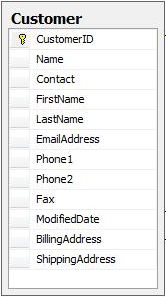 Customer
CustomerID
Name
Contact
FirstName
LastName
EmailAddress
Phone1
Phone2
Fax
ModifiedDate
BillingAddress
ShippingAddress